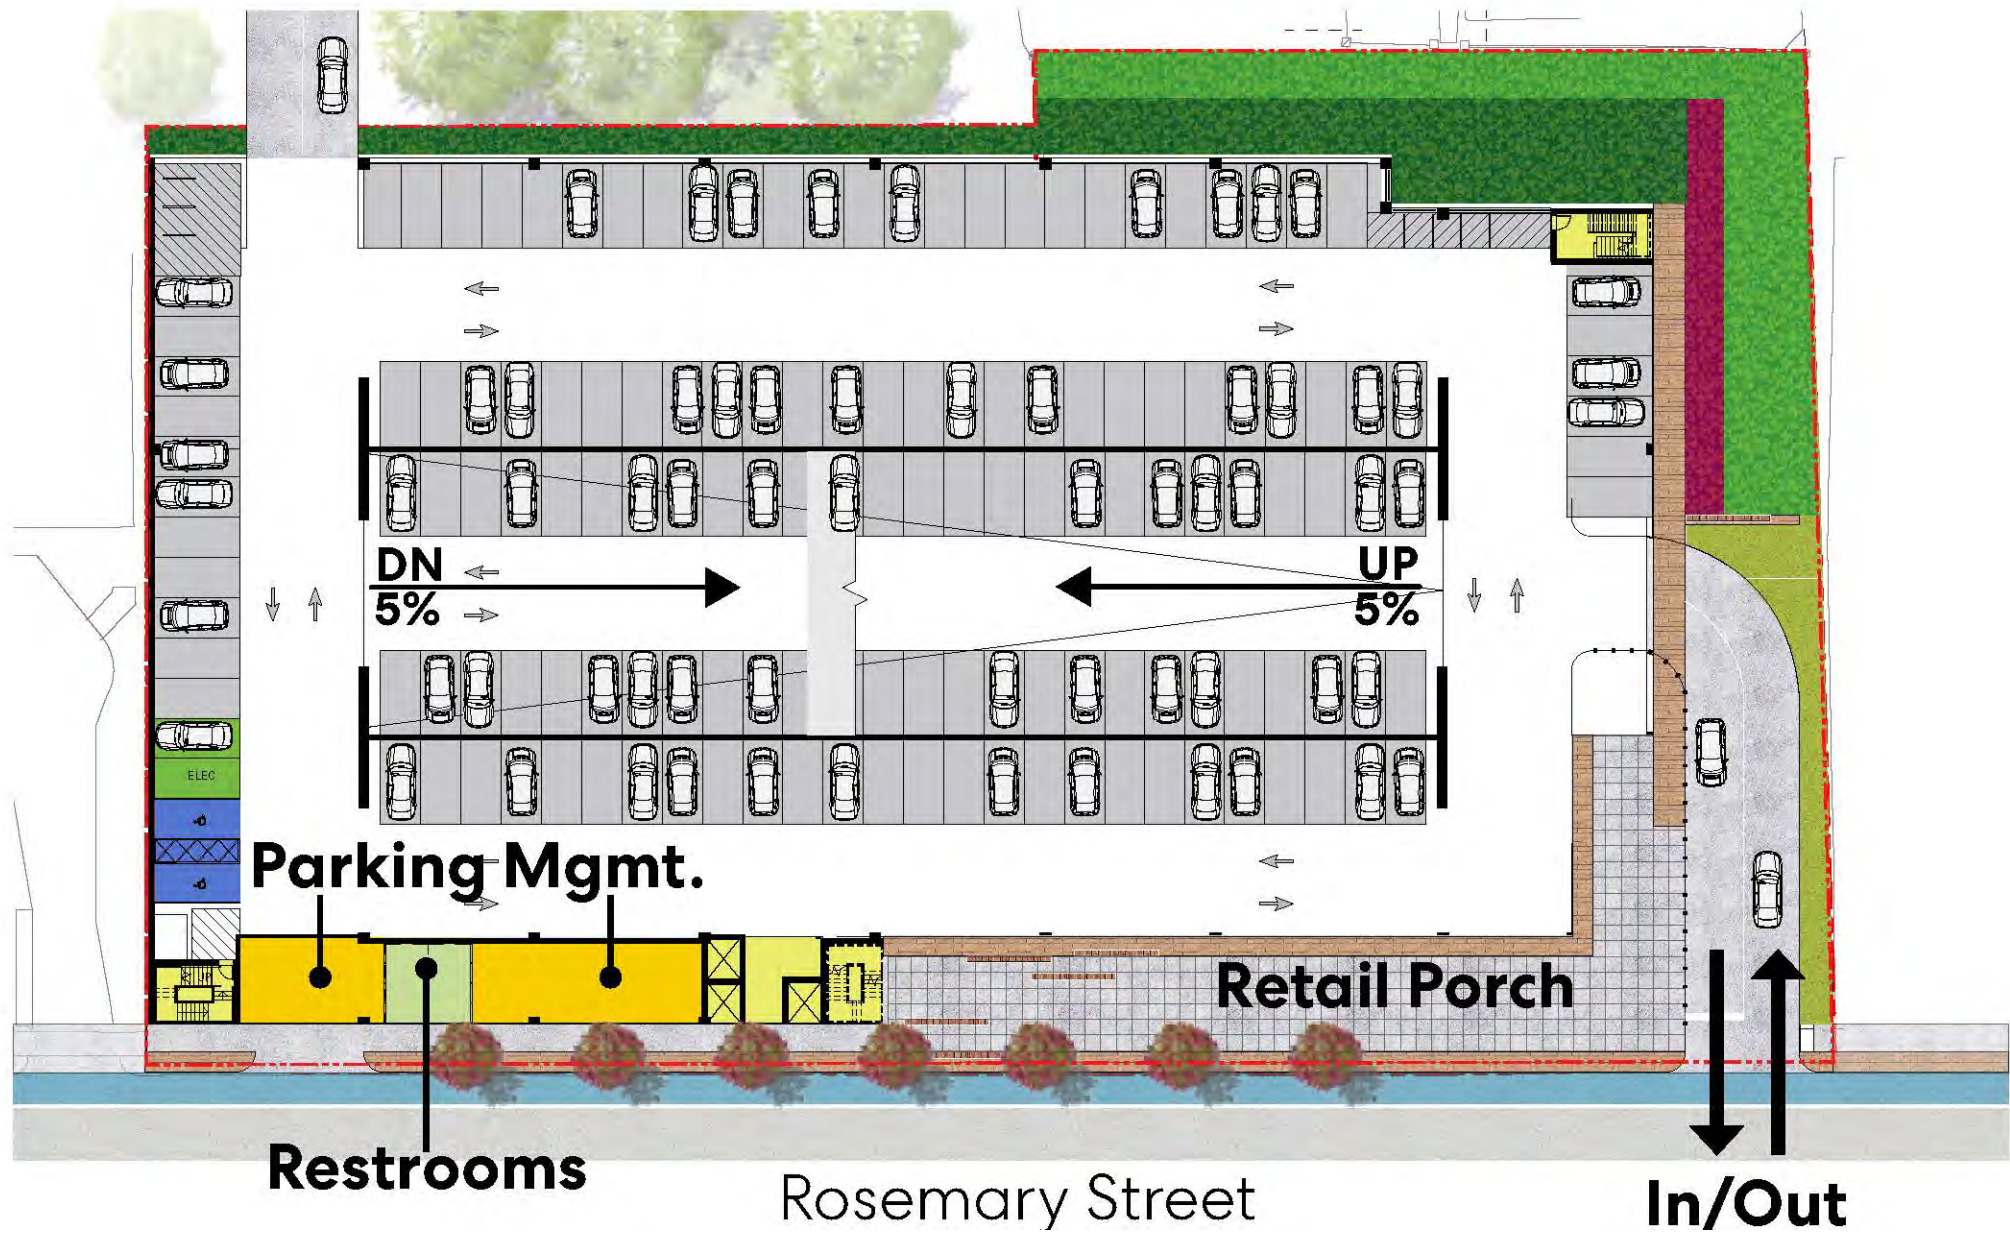 DN
5%
UP
5%
ELEC
Parking Mgmt.
Retail Porch
Restrooms
Rosemary Street
In/Out